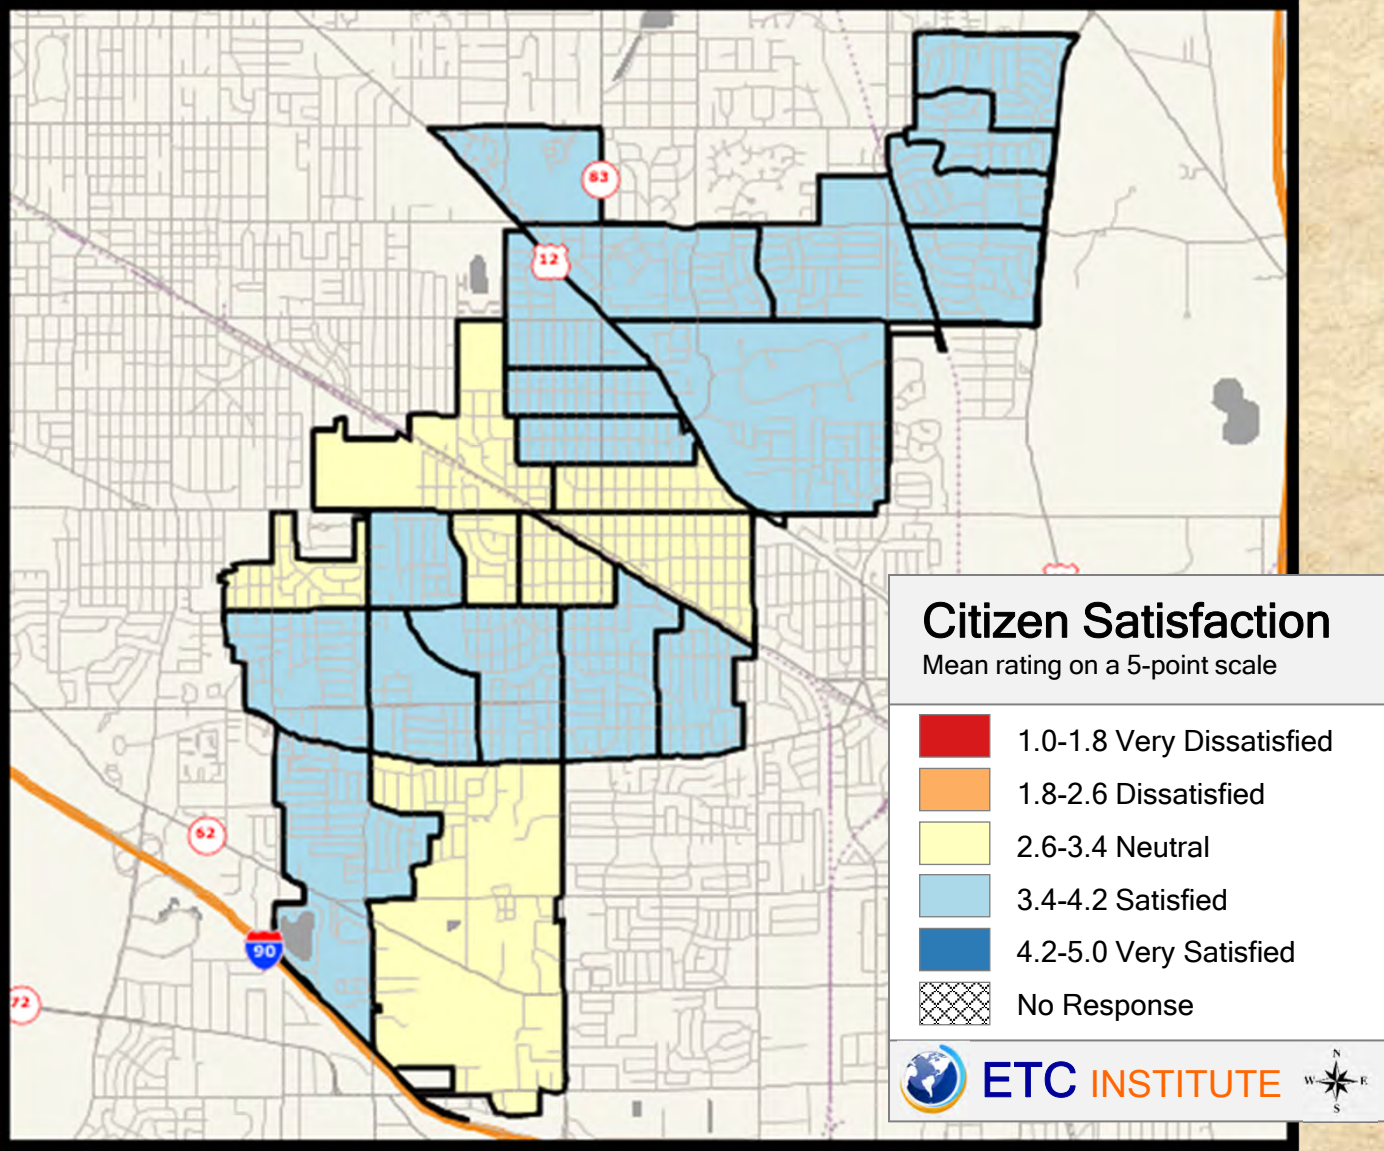 83
12
62
90
72
Citizen Satisfaction
Mean rating on a 5-point scale
1.0-1.8 Very Dissatisfied
1.8-2.6 Dissatisfied
2.6-3.4 Neutral
3.4-4.2 Satisfied
4.2-5.0 Very Satisfied
No Response
ETC INSTITUTE
N
W E
S